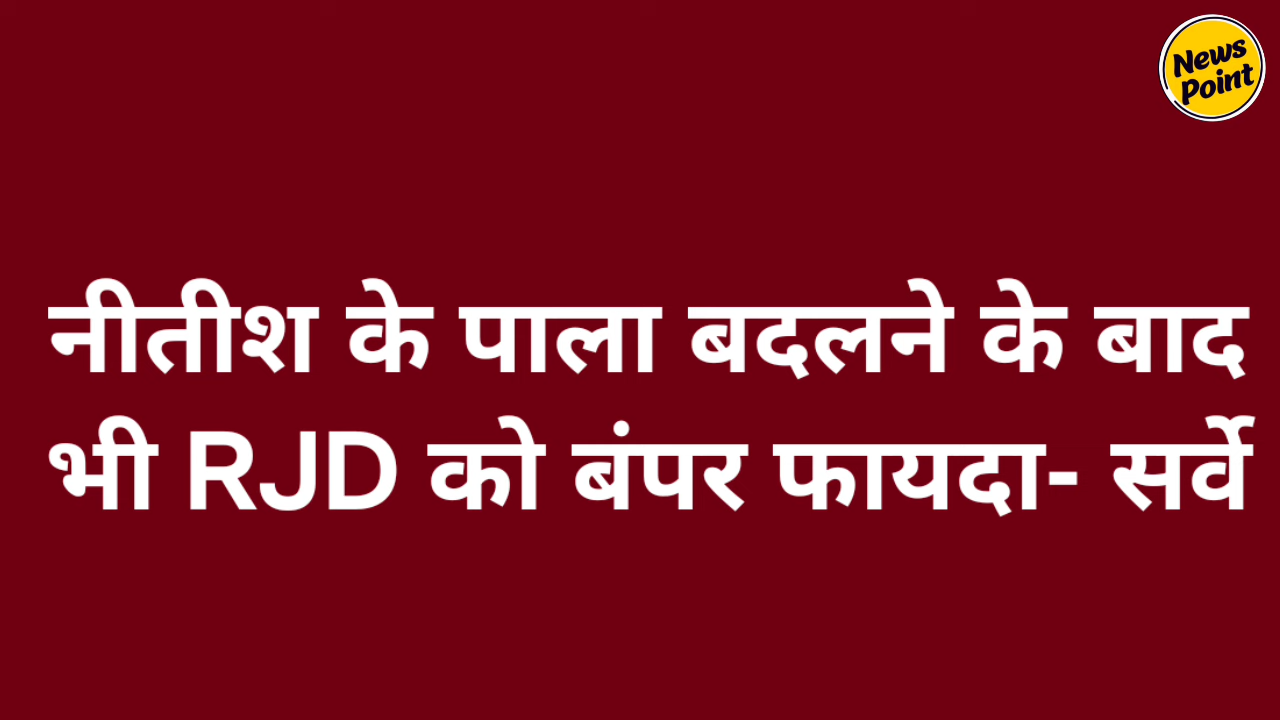 News
Point
नीतीश के पाला बदलने के बाद
भी RJD को बंपर फायदा- सर्वे